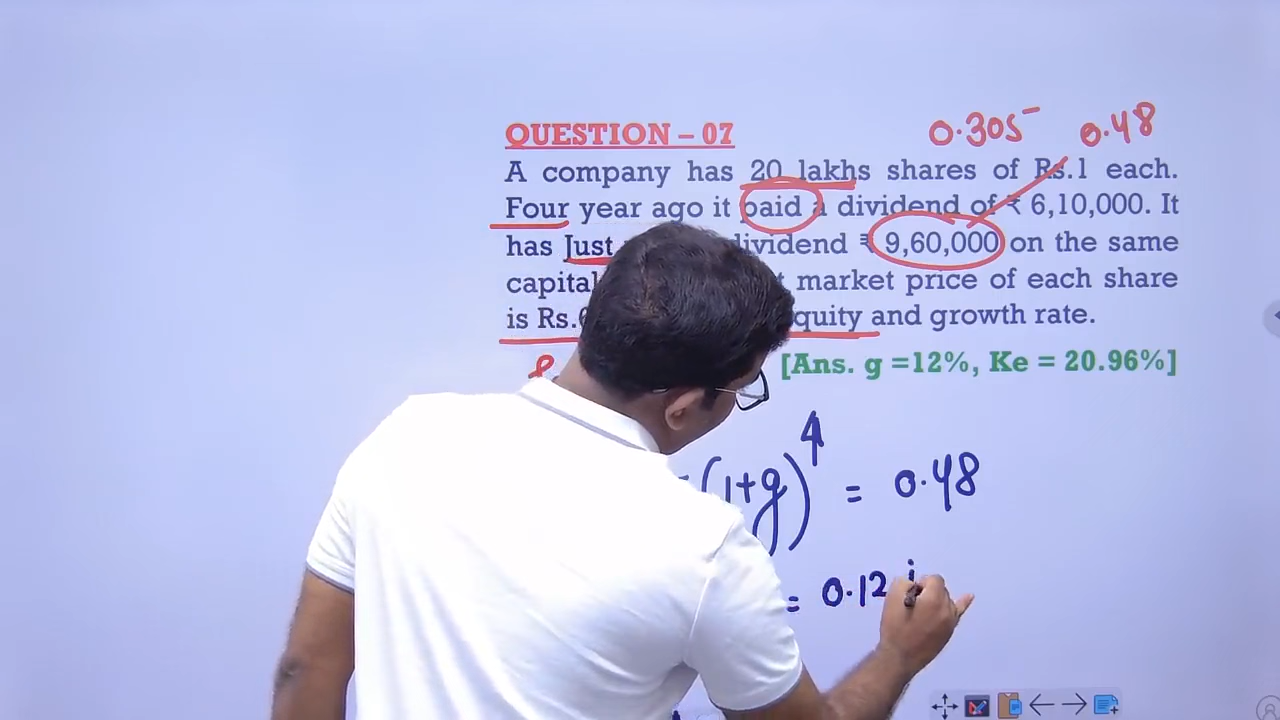 QUESTION – 07
0.305 0.48
A company has 20 lakhs shares of Rs.1 each.
Four year ago it paid a dividend of ₹ 6,10,000. It
has Just dividend ₹ 9,60,000 on the same
capital market price of each share
is Rs. and growth rate.
[Ans. g =12%, Ke = 20.96%]
(1+g)^4 = 0.48
= 0.12